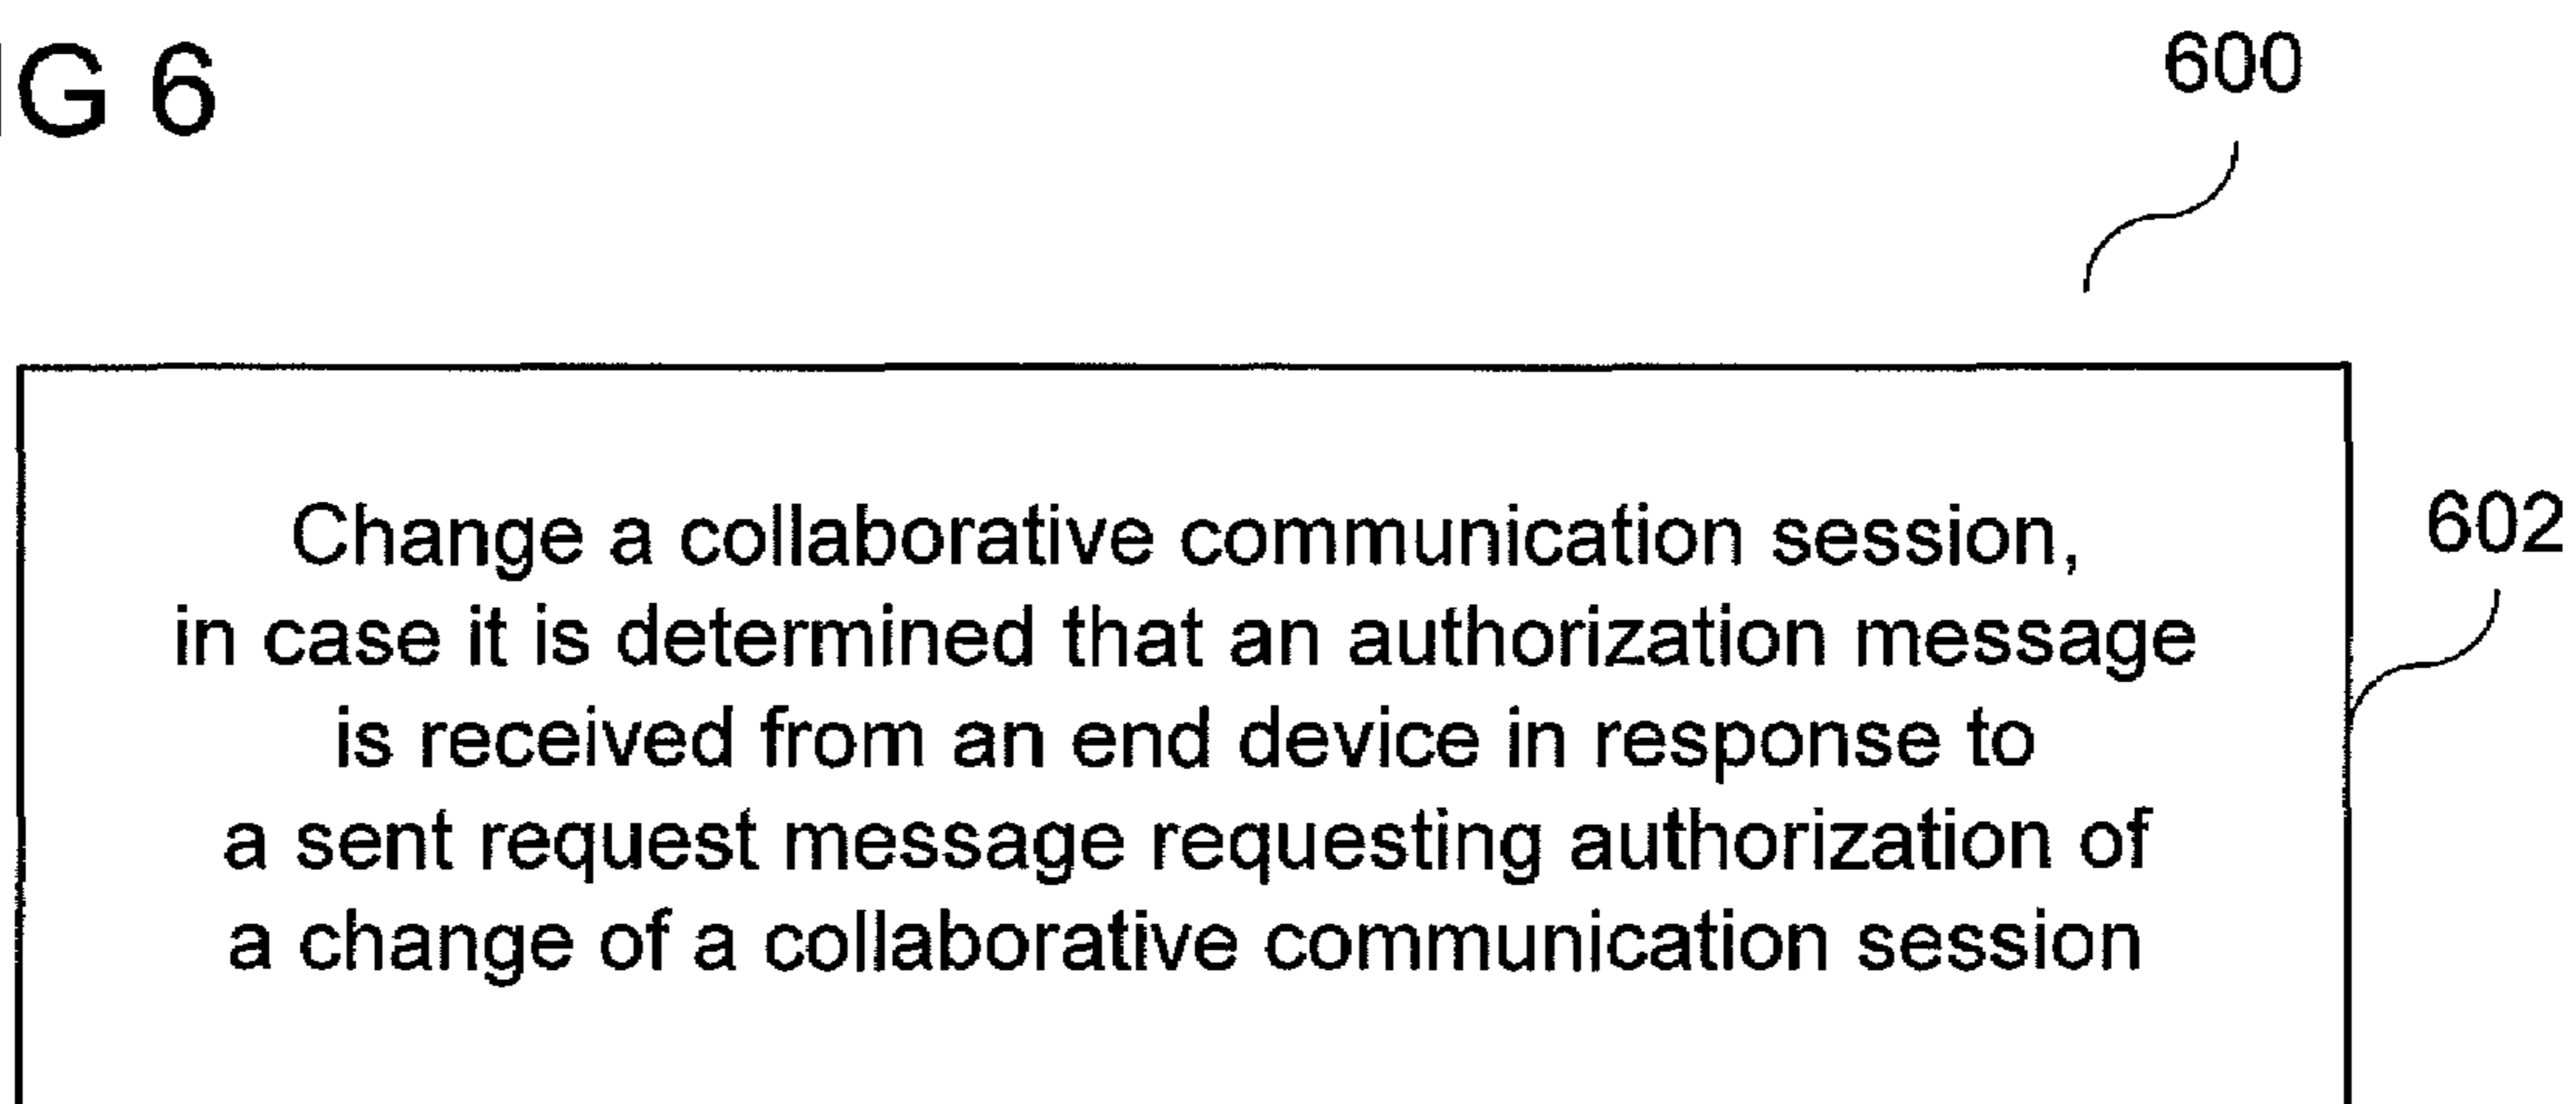 G 6
600
Change a collaborative communication session,
in case it is determined that an authorization message
is received from an end device in response to
a sent request message requesting authorization of
a change of a collaborative communication session
602